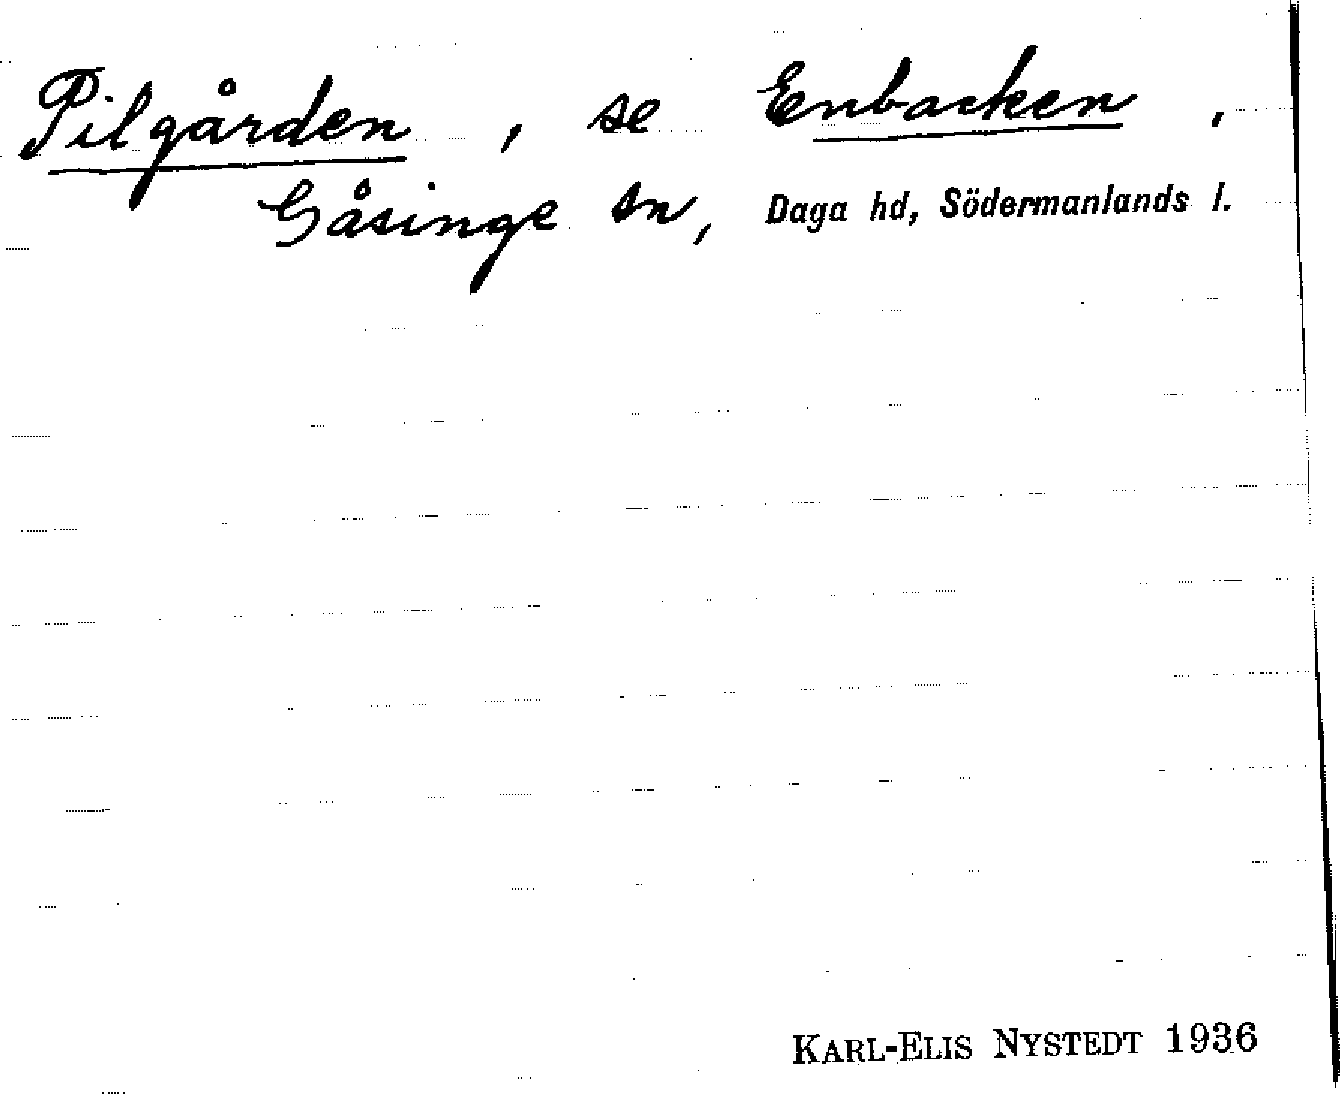 Pilgården, se Enbacken,
Gåsinge sn, Daga hd, Södermanlands l.
KARL-ELIS NYSTEDT 1936